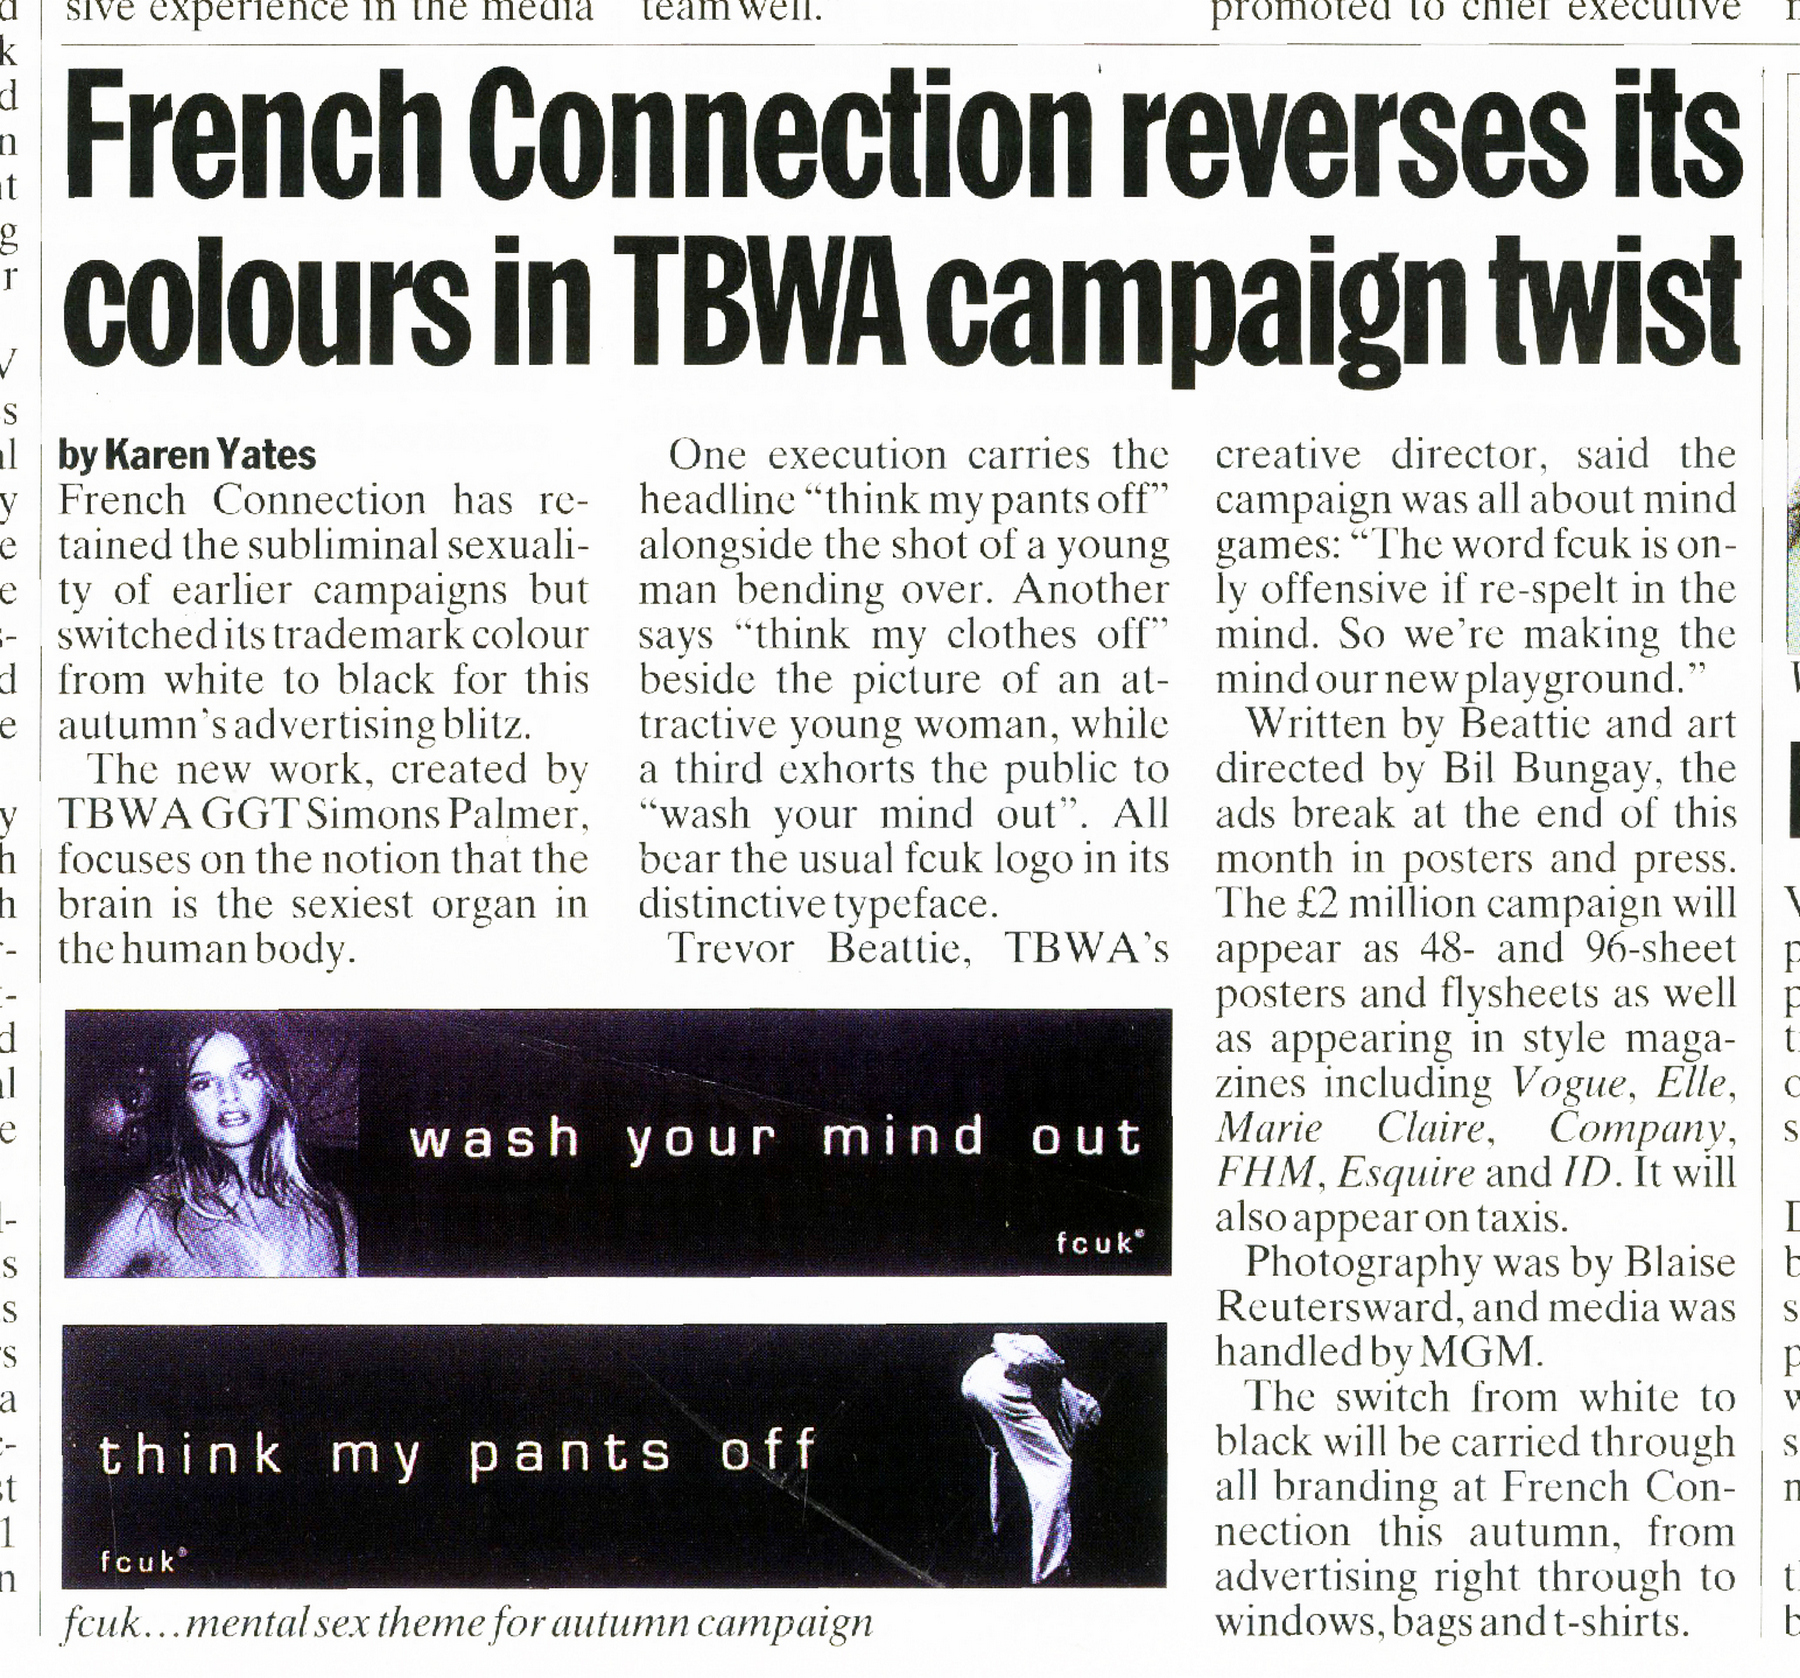 sive experience in the media
team well.
promoted to chief executive
French Connection reverses its
colours in TBWA campaign twist
by Karen Yates
French Connection has re-
tained the subliminal sexuali-
ty of earlier campaigns but
switched its trademark colour
from white to black for this
autumn's advertising blitz.
The new work, created by
TBWA GGT Simons Palmer,
focuses on the notion that the
brain is the sexiest organ in
the human body.
One execution carries the
headline “think my pants off”
alongside the shot of a young
man bending over. Another
says “think my clothes off”
beside the picture of an at-
tractive young woman, while
a third exhorts the public to
“wash your mind out”. All
bear the usual fcuk logo in its
distinctive typeface.
Trevor Beattie, TBWA's
creative director, said the
campaign was all about mind
games: “The word fcuk is on-
ly offensive if re-spelt in the
mind. So we're making the
mind our new playground.”
Written by Beattie and art
directed by Bil Bungay, the
ads break at the end of this
month in posters and press.
The £2 million campaign will
appear as 48- and 96-sheet
posters and flysheets as well
as appearing in style maga-
zines including Vogue, Elle,
Marie Claire, Company,
FHM, Esquire and ID. It will
also appear on taxis.
Photography was by Blaise
Reutersward, and media was
handled by MGM.
The switch from white to
black will be carried through
all branding at French Con-
nection this autumn, from
advertising right through to
windows, bags and t-shirts.
wash your mind out
fcuk®
think my pants off
fcuk®
fcuk...mental sex theme for autumn campaign